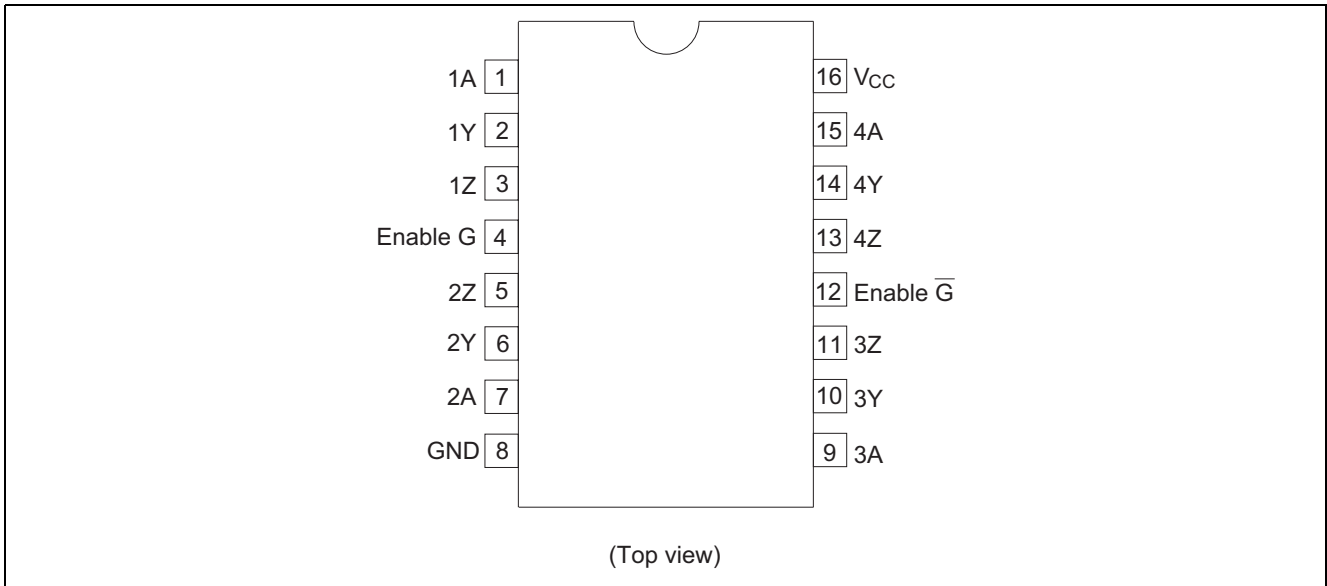 1A 1 16 VCC
1Y 2 15 4A
1Z 3 14 4Y
Enable G 4 13 4Z
2Z 5 12 Enable G̅
2Y 6 11 3Z
2A 7 10 3Y
GND 8 9 3A
(Top view)